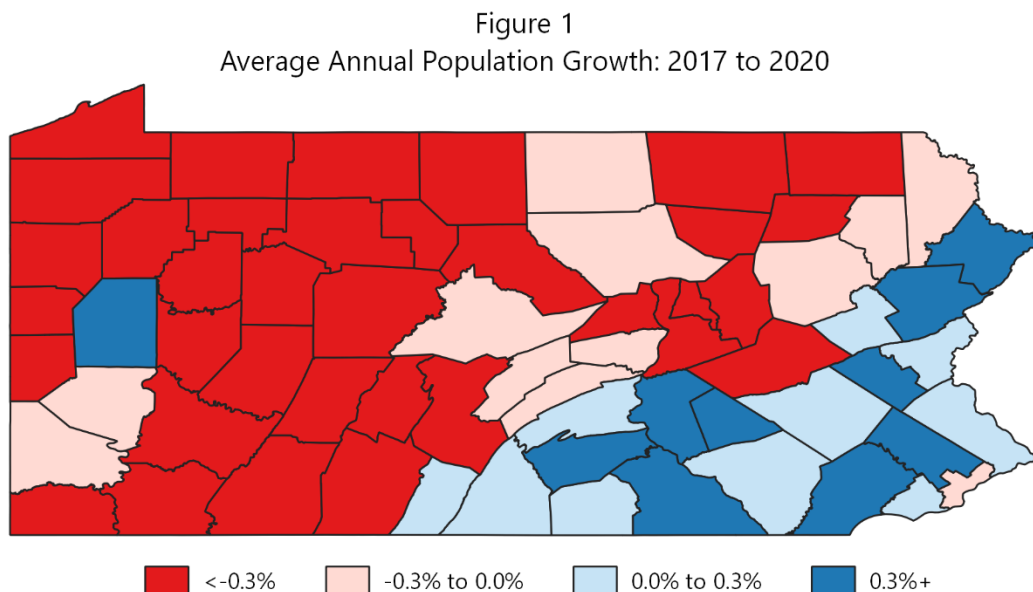 Figure 1
Average Annual Population Growth: 2017 to 2020
<-0.3% -0.3% to 0.0% 0.0% to 0.3% 0.3%+